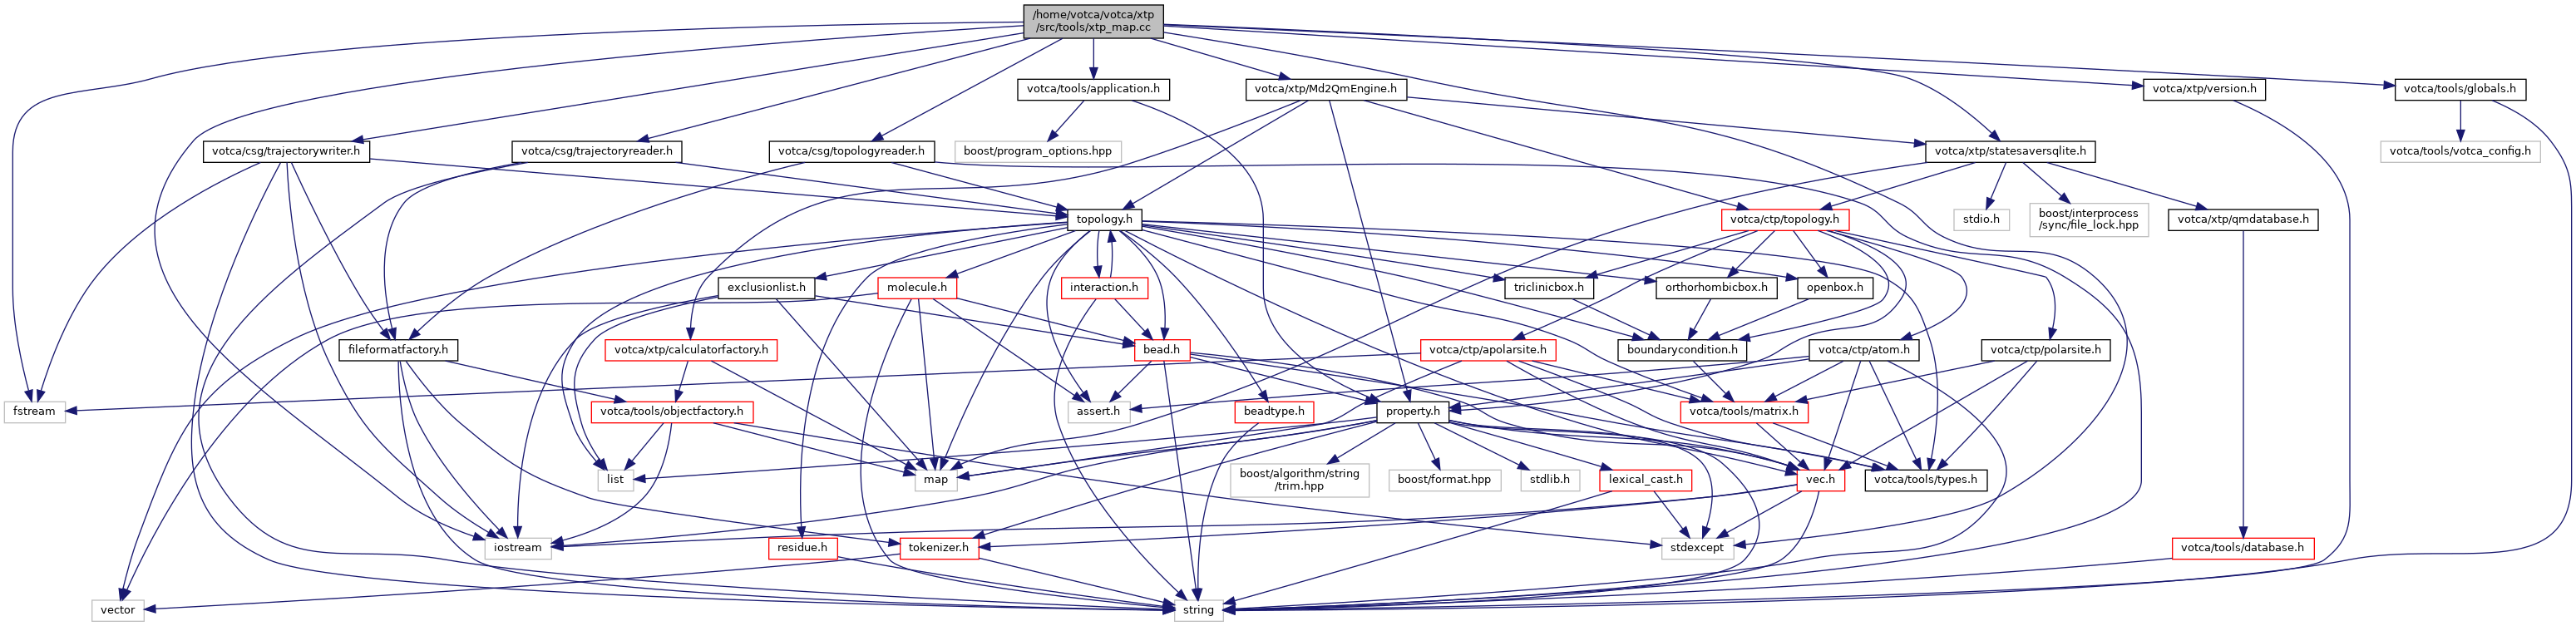 /home/votca/votca/xtp
/src/tools/xtp_map.cc
votca/tools/application.h
votca/xtp/Md2QmEngine.h
votca/xtp/version.h
votca/tools/globals.h
votca/csg/trajectorywriter.h
votca/csg/trajectoryreader.h
votca/csg/topologyreader.h
boost/program_options.hpp
votca/xtp/statesaversqlite.h
votca/tools/votca_config.h
topology.h
votca/ctp/topology.h
stdio.h
boost/interprocess
/sync/file_lock.hpp
votca/xtp/qmdatabase.h
exclusionlist.h
molecule.h
interaction.h
triclinicbox.h
orthorhombicbox.h
openbox.h
fileformatfactory.h
votca/xtp/calculatorfactory.h
bead.h
votca/ctp/apolarsite.h
boundarycondition.h
votca/ctp/atom.h
votca/ctp/polarsite.h
fstream
votca/tools/objectfactory.h
assert.h
beadtype.h
property.h
votca/tools/matrix.h
list
map
boost/algorithm/string
/trim.hpp
boost/format.hpp
stdlib.h
lexical_cast.h
vec.h
votca/tools/types.h
iostream
residue.h
tokenizer.h
stdexcept
votca/tools/database.h
vector
string